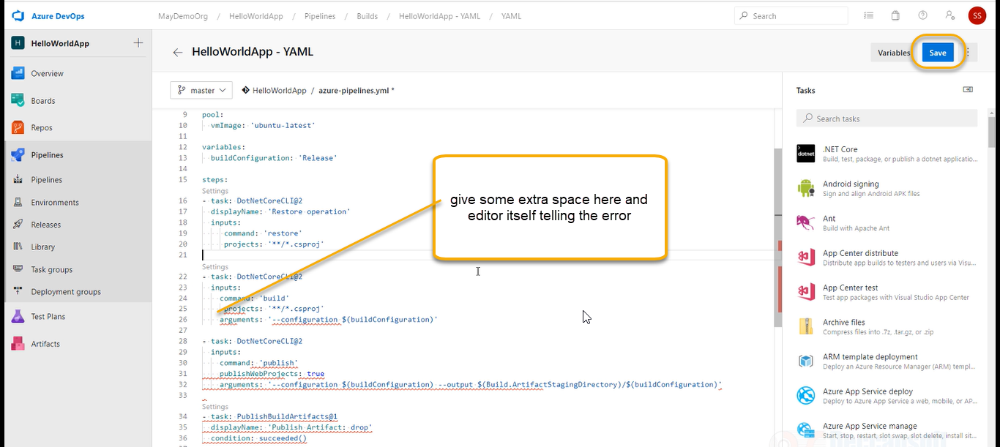 Azure DevOps
MayDemoOrg / HelloWorldApp / Pipelines / Builds / HelloWorldApp - YAML / YAML
Search
SS
H HelloWorldApp
Overview
Boards
Repos
Pipelines
Pipelines
Environments
Releases
Library
Task groups
Deployment groups
Test Plans
Artifacts
HelloWorldApp - YAML
Variables
Save
master
HelloWorldApp / azure-pipelines.yml *
9 pool:
10 vmImage: 'ubuntu-latest'
11
12 variables:
13 buildConfiguration: 'Release'
14
15 steps:
Settings
16 - task: DotNetCoreCLI@2
17 displayName: 'Restore operation'
18 inputs:
19 command: 'restore'
20 projects: '**/*.csproj'
21
Settings
22 - task: DotNetCoreCLI@2
23 inputs:
24 command: 'build'
25 projects: '**/*.csproj'
26 arguments: '--configuration $(buildConfiguration)'
27
28 - task: DotNetCoreCLI@2
29 inputs:
30 command: 'publish'
31 publishWebProjects: true
32 arguments: '--configuration $(buildConfiguration) --output $(Build.ArtifactStagingDirectory)/$(buildConfiguration)'
33
Settings
34 - task: PublishBuildArtifacts@1
35 displayName: 'Publish Artifact: drop'
36 condition: succeeded()
give some extra space here and
editor itself telling the error
Tasks
Search tasks
dotnet
.NET Core
Build, test, package, or publish a dotnet applicatio...
Android signing
Sign and align Android APK files
Ant
Build with Apache Ant
App Center distribute
Distribute app builds to testers and users via Visu...
App Center test
Test app packages with Visual Studio App Center
Archive files
Compress files into .7z, .tar.gz, or .zip
ARM template deployment
Deploy an Azure Resource Manager (ARM) templ...
Azure App Service deploy
Deploy to Azure App Service a web, mobile, or AP...
Azure App Service manage
Start, stop, restart, slot swap, slot delete, install sit...